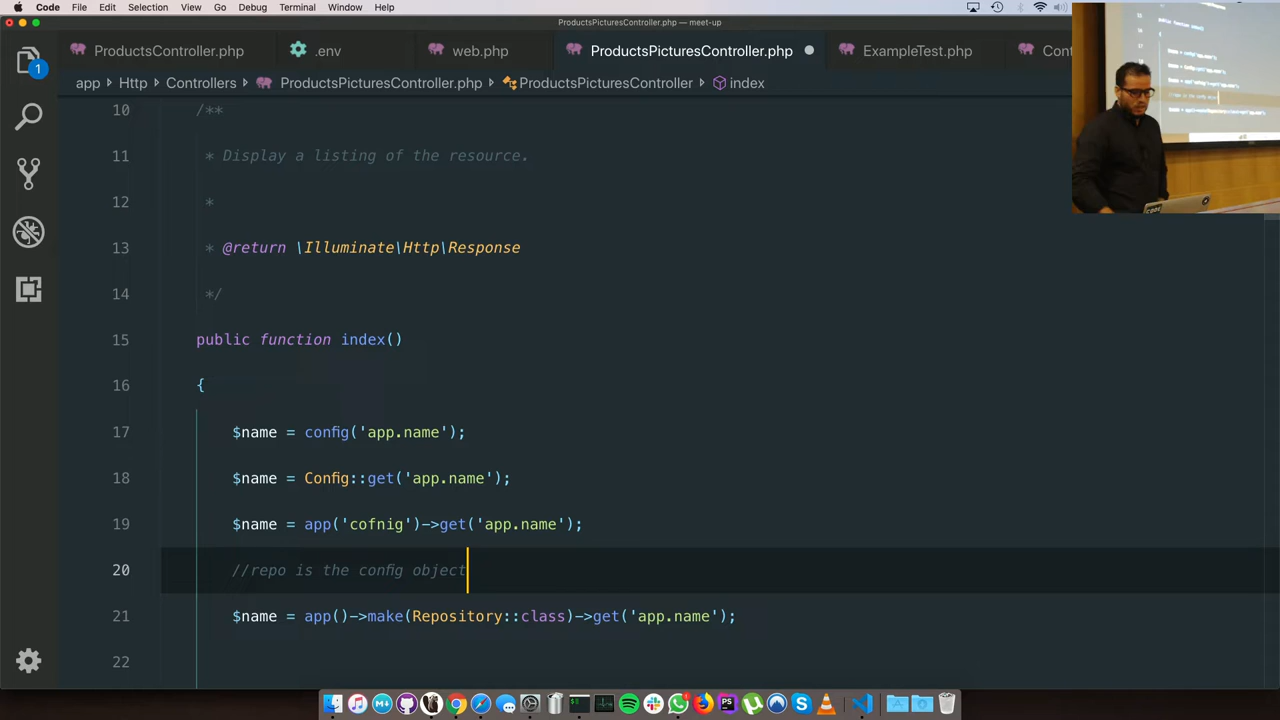 Code File Edit Selection View Go Debug Terminal Window Help
ProductsPicturesController.php — meet-up
ProductsController.php .env web.php ProductsPicturesController.php ExampleTest.php Cont
app › Http › Controllers › ProductsPicturesController.php › ProductsPicturesController › index
1
10 /**
11 * Display a listing of the resource.
12 *
13 * @return \Illuminate\Http\Response
14 */
15 public function index()
16 {
17 $name = config('app.name');
18 $name = Config::get('app.name');
19 $name = app('cofnig')->get('app.name');
20 //repo is the config object
21 $name = app()->make(Repository::class)->get('app.name');
22